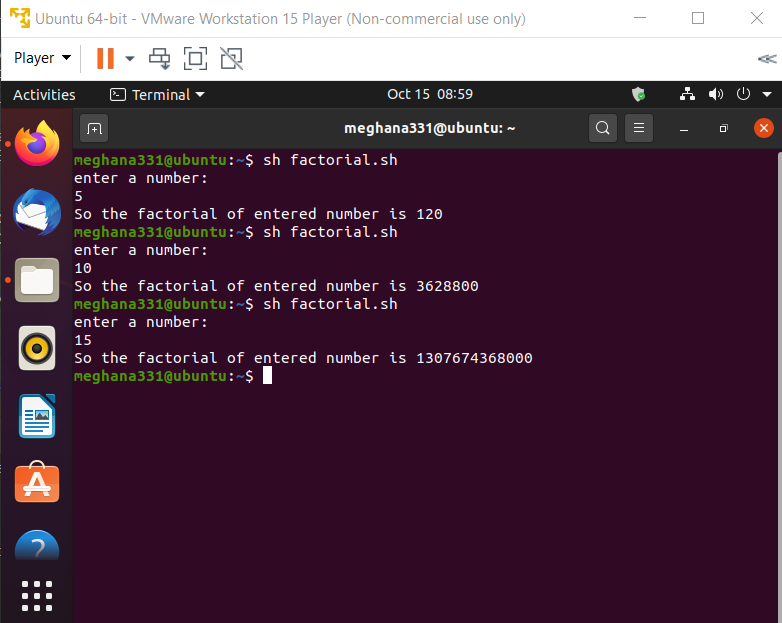 Ubuntu 64-bit - VMware Workstation 15 Player (Non-commercial use only)
Player
Activities Terminal Oct 15 08:59
meghana331@ubuntu: ~
meghana331@ubuntu:~$ sh factorial.sh
enter a number:
5
So the factorial of entered number is 120
meghana331@ubuntu:~$ sh factorial.sh
enter a number:
10
So the factorial of entered number is 3628800
meghana331@ubuntu:~$ sh factorial.sh
enter a number:
15
So the factorial of entered number is 1307674368000
meghana331@ubuntu:~$